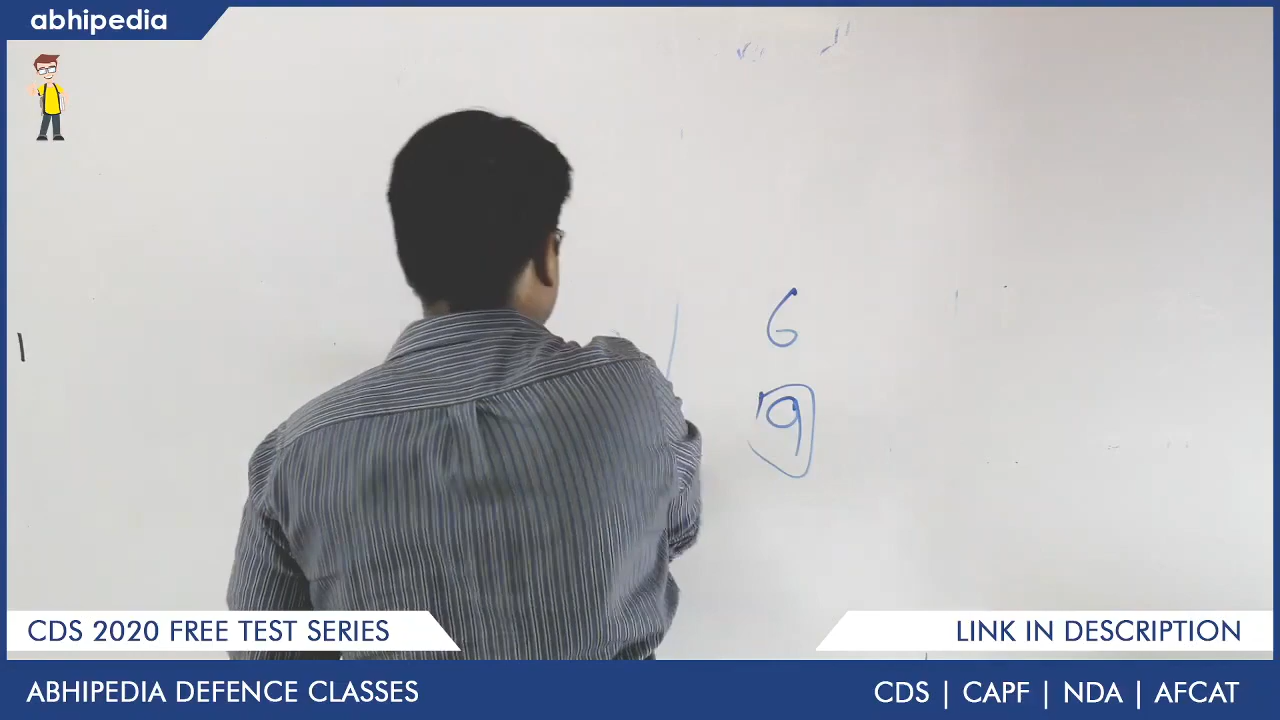 abhipedia
6
9
CDS 2020 FREE TEST SERIES
LINK IN DESCRIPTION
ABHIPEDIA DEFENCE CLASSES
CDS | CAPF | NDA | AFCAT